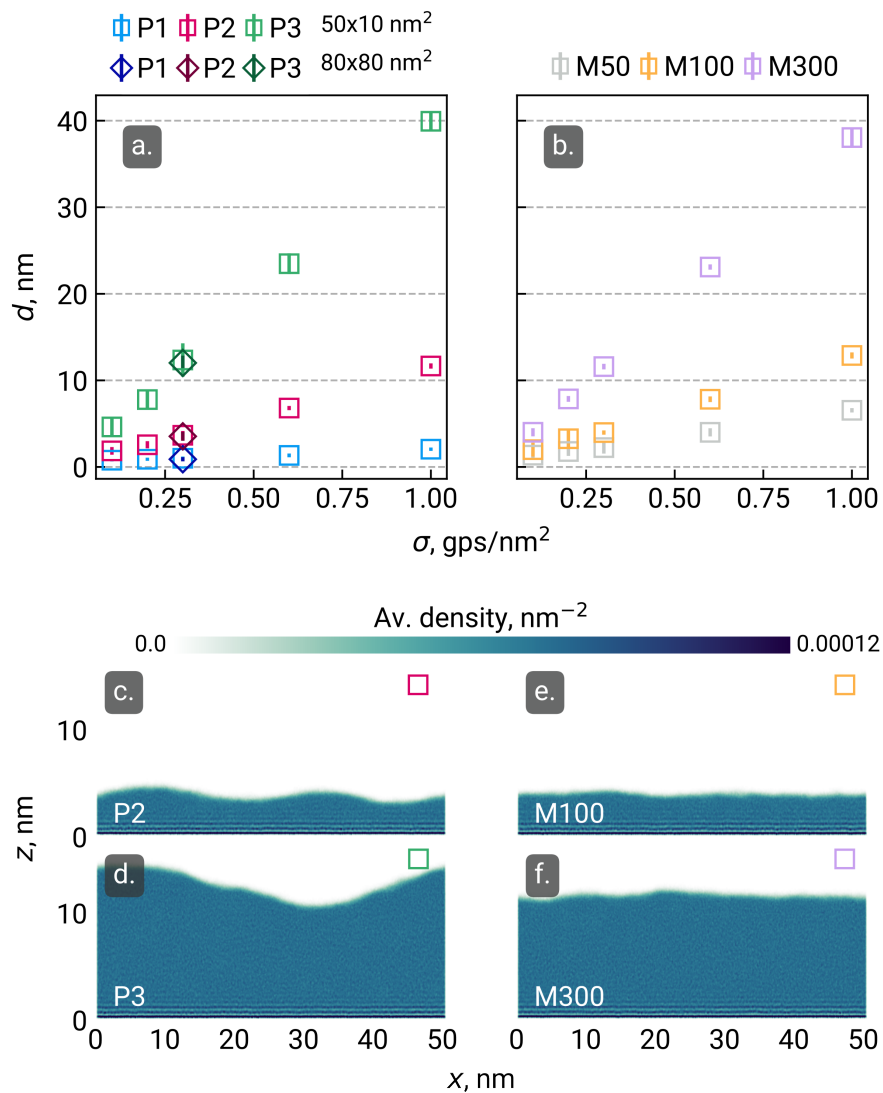 P1 P2 P3 50x10 nm²
P1 P2 P3 80x80 nm²
M50 M100 M300
a.
b.
d, nm
40
30
20
10
0
0.25 0.50 0.75 1.00
0.25 0.50 0.75 1.00
σ, gps/nm²
Av. density, nm⁻²
0.0
0.00012
c.
e.
10
P2
M100
0
z, nm
d.
f.
10
P3
M300
0
0 10 20 30 40 50
0 10 20 30 40 50
x, nm